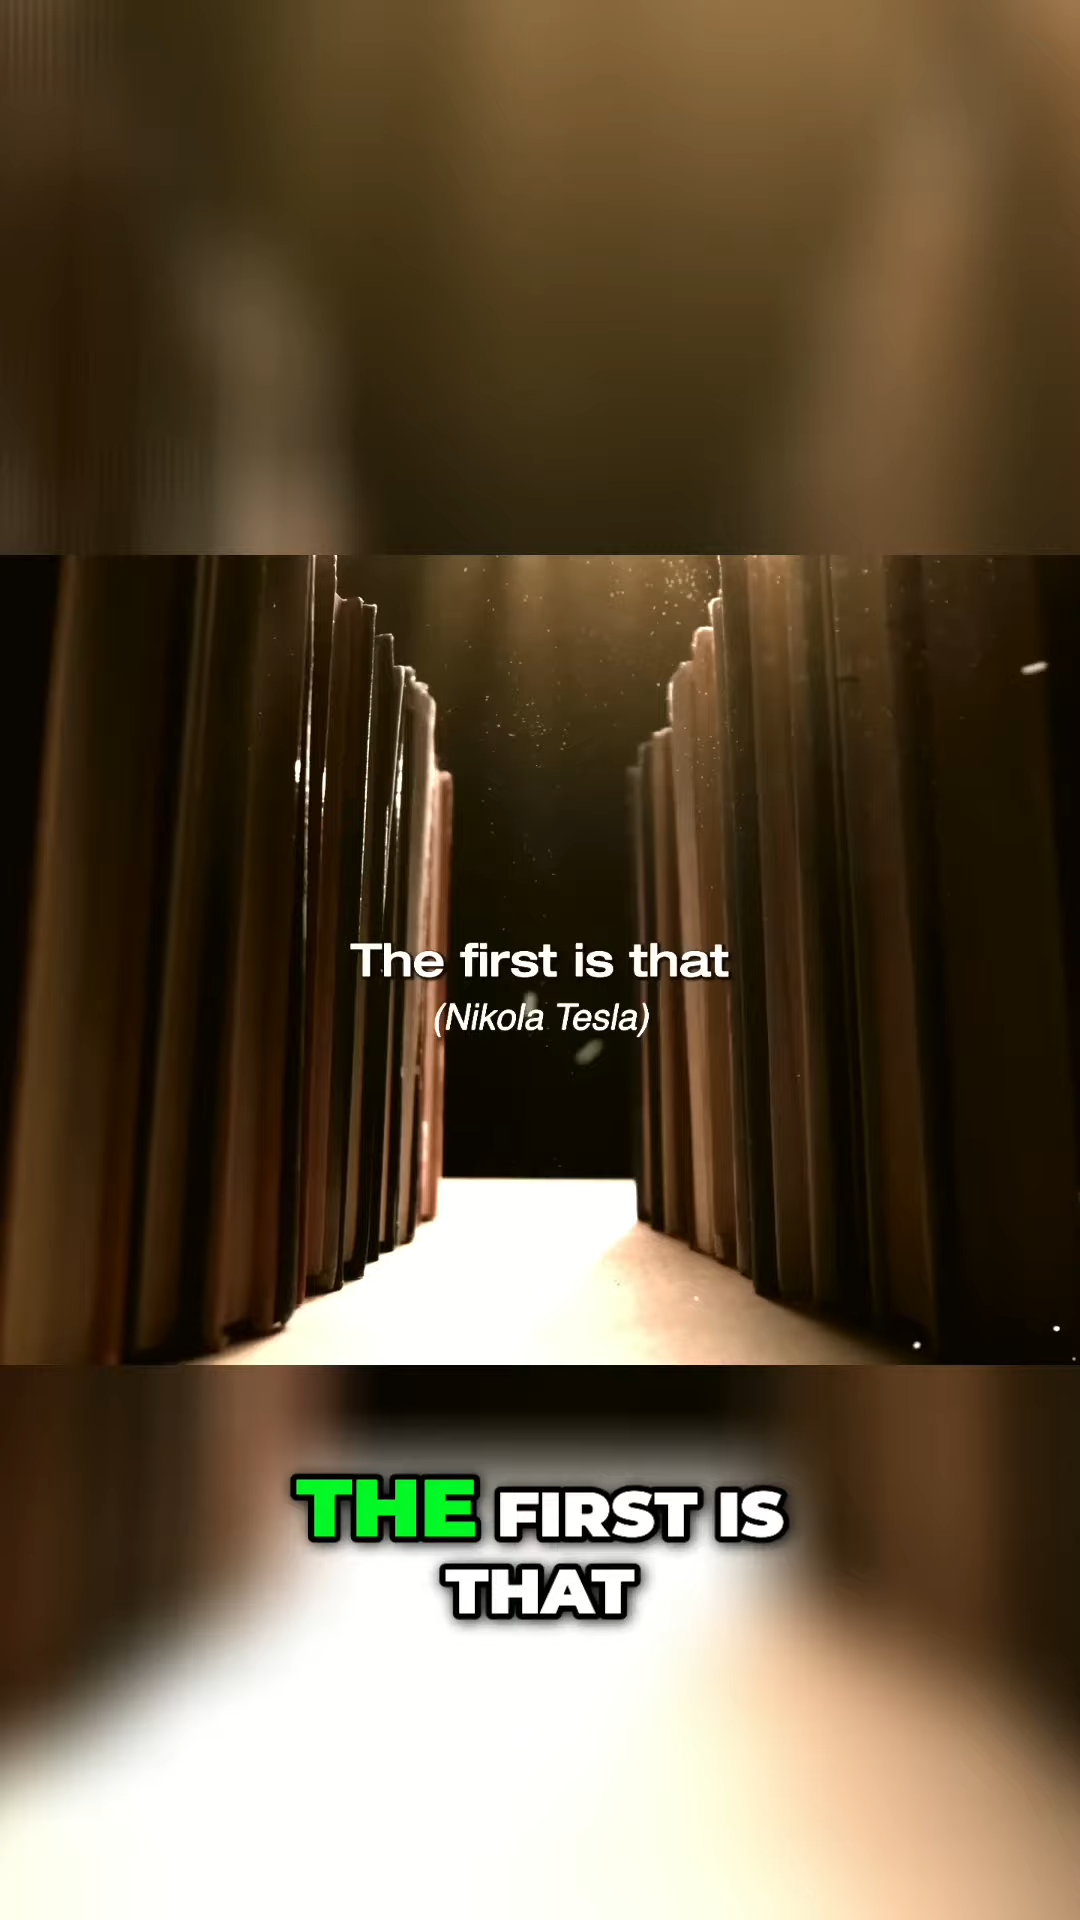 The first is that
(Nikola Tesla)
THE FIRST IS
THAT